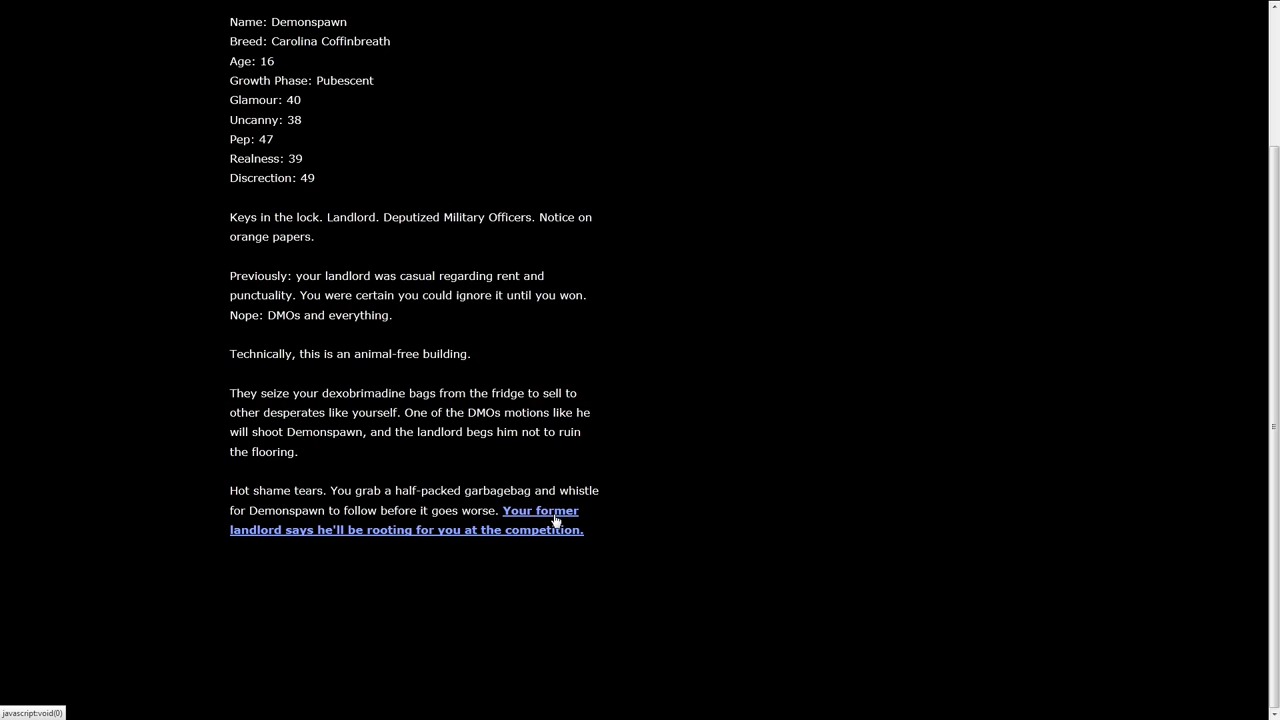 Name: Demonspawn
Breed: Carolina Coffinbreath
Age: 16
Growth Phase: Pubescent
Glamour: 40
Uncanny: 38
Pep: 47
Realness: 39
Discrection: 49
Keys in the lock. Landlord. Deputized Military Officers. Notice on
orange papers.
Previously: your landlord was casual regarding rent and
punctuality. You were certain you could ignore it until you won.
Nope: DMOs and everything.
Technically, this is an animal-free building.
They seize your dexobrimadine bags from the fridge to sell to
other desperates like yourself. One of the DMOs motions like he
will shoot Demonspawn, and the landlord begs him not to ruin
the flooring.
Hot shame tears. You grab a half-packed garbagebag and whistle
for Demonspawn to follow before it goes worse. Your former
landlord says he'll be rooting for you at the competition.
javascript:void(0)